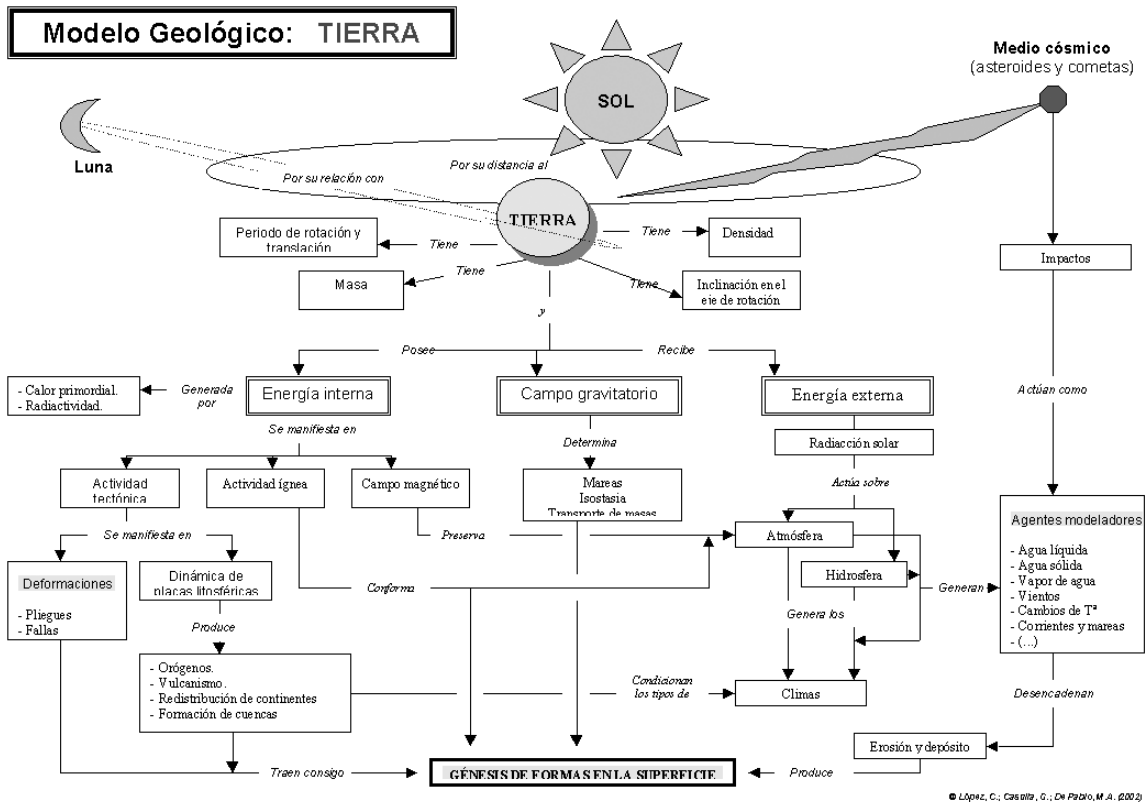 Modelo Geológico: TIERRA
Medio cósmico
(asteroides y cometas)
SOL
Luna
Por su distancia al
Por su relación con
TIERRA
Periodo de rotación y
translación
Tiene
Tiene
Densidad
Masa
Tiene
Tiene
Inclinación en el
eje de rotación
Impactos
y
Posee
Recibe
- Calor primordial.
- Radiactividad.
Generada
por
Energía interna
Campo gravitatorio
Energía externa
Actúan como
Se manifiesta en
Determina
Radiacción solar
Actividad
tectónica
Actividad ígnea
Campo magnético
Mareas
Isostasia
Transporte de masas
Actúa sobre
Se manifiesta en
Preserva
Atmósfera
Agentes modeladores
- Agua líquida
- Agua sólida
- Vapor de agua
- Vientos
- Cambios de Tª
- Corrientes y mareas
- (...)
Deformaciones
- Pliegues
- Fallas
Dinámica de
placas litosféricas
Conforma
Hidrosfera
Generan
Produce
Genera los
- Orógenos.
- Vulcanismo.
- Redistribución de continentes
- Formación de cuencas
Condicionan
los tipos de
Climas
Desencadenan
Erosión y depósito
Traen consigo
GÉNESIS DE FORMAS EN LA SUPERFICIE
Produce
© López, C.; Casulla, G.; De Pablo, M.A. (2002)